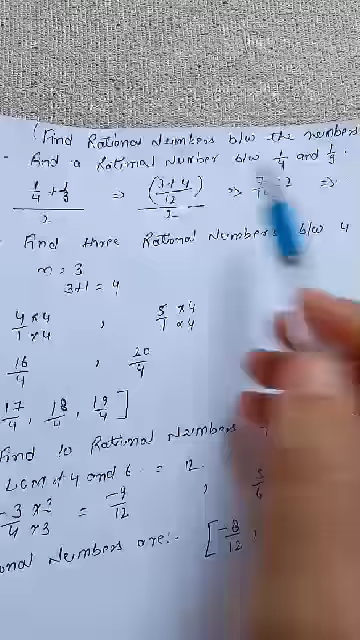 (Find Rational Numbers b/w the numbers
- Find a Rational Number b/w 1/4 and 1/3
(1/4 + 1/3)/2 ⇒ ((3+4)/12)/2 ⇒ 7/ 2 ⇒
Find three Rational Numbers b/w 4
n = 3
3+1 = 4
4/1 × 4/4 , 5/1 × 4/4
16/4 , 20/4
17/4, 18/4, 19/4]
Find 10 Rational Numbers
LCM of 4 and 6 = 12.
-3/4 × 3/3 = -9/12 , 5/6
onal Numbers are:- [-8/12,